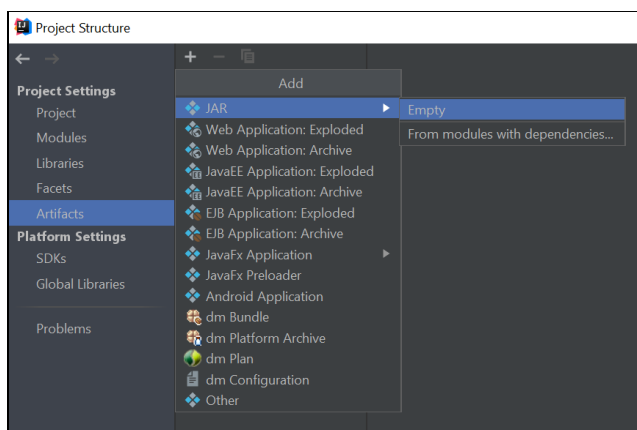 Project Structure
Project Settings
Project
Modules
Libraries
Facets
Artifacts
Platform Settings
SDKs
Global Libraries
Problems
Add
JAR
Web Application: Exploded
Web Application: Archive
JavaEE Application: Exploded
JavaEE Application: Archive
EJB Application: Exploded
EJB Application: Archive
JavaFx Application
JavaFx Preloader
Android Application
dm Bundle
dm Platform Archive
dm Plan
dm Configuration
Other
Empty
From modules with dependencies...